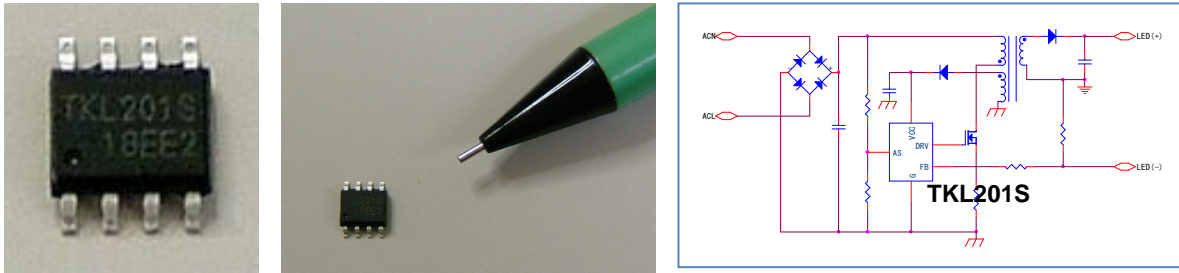 TKL201S
18EE2
ACN
ACL
LED(+)
VCC
DRV
AS
FB
G
LED(-)
TKL201S